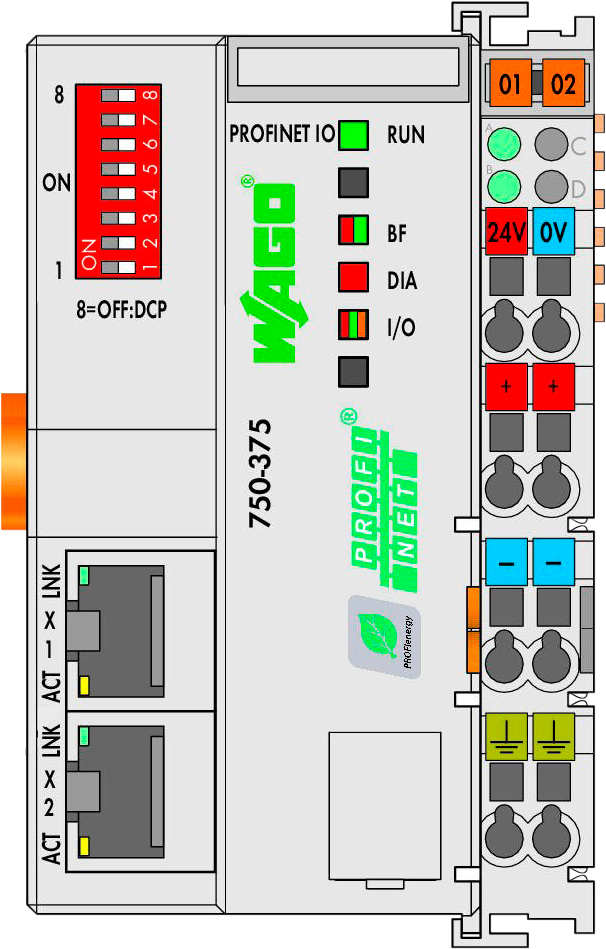 8
ON
1
8
7
6
5
4
3
2
1
ON
8=OFF:DCP
LNK
X
1
ACT
LNK
X
2
ACT
PROFINET IO
RUN
BF
DIA
I/O
WAGO®
750-375
PROFI®
NET
PROFIenergy
01
02
A
C
B
D
24V
0V
+
+
−
−